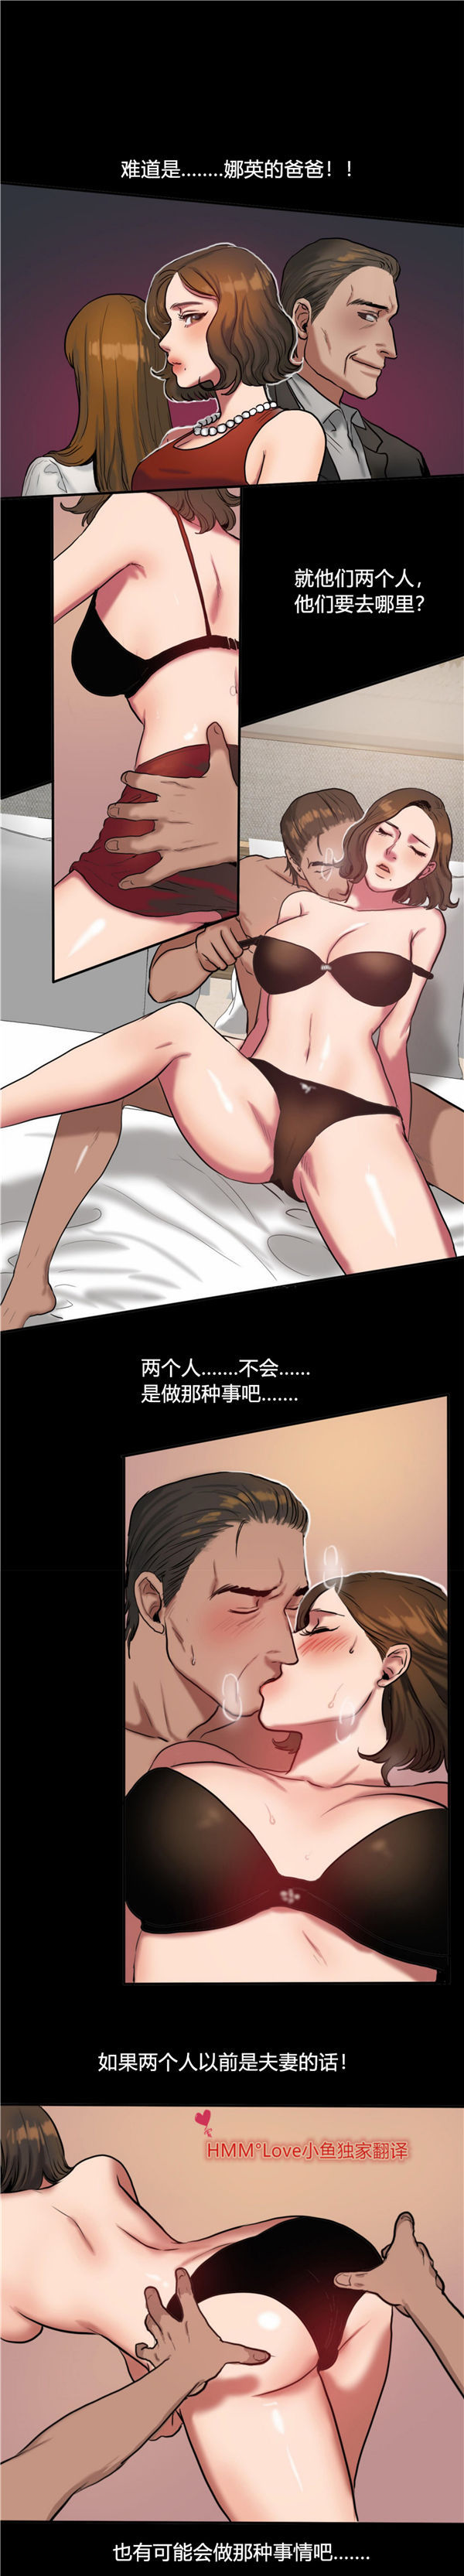 难道是........娜英的爸爸！！
就他们两个人，
他们要去哪里？
两个人.......不会......
是做那种事吧.......
如果两个人以前是夫妻的话！
HMM°Love小鱼独家翻译
也有可能会做那种事情吧.......